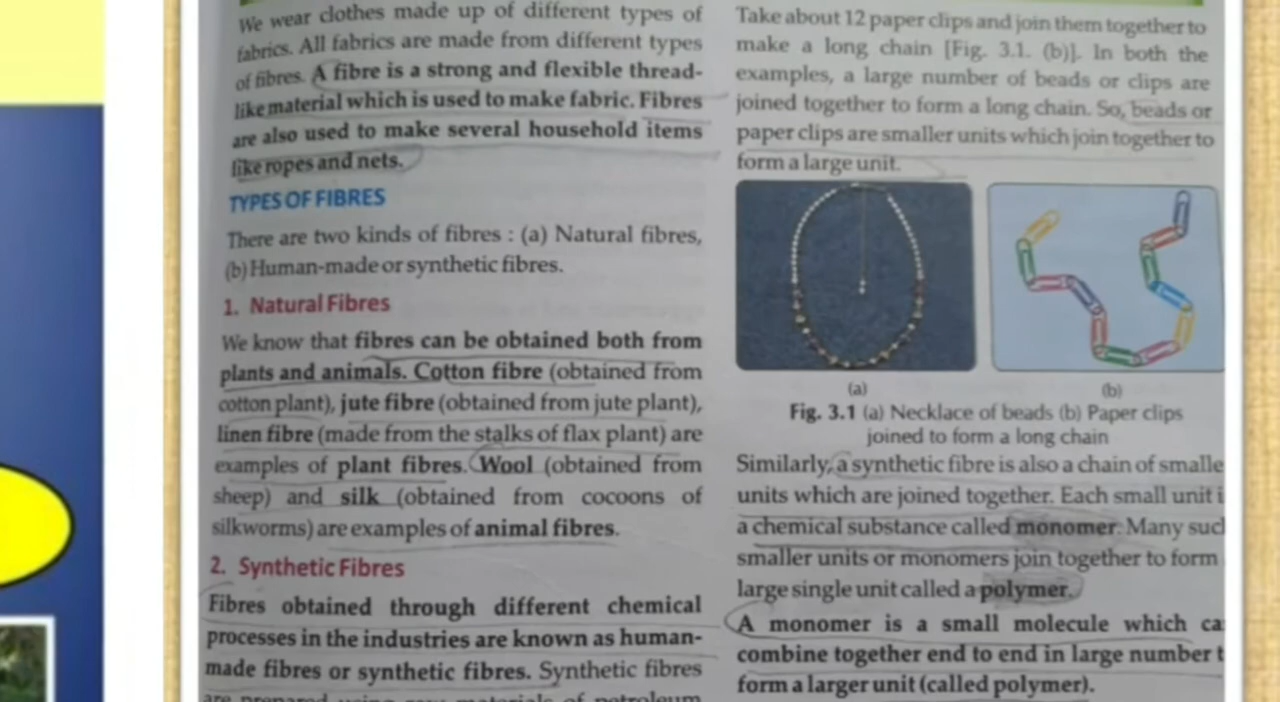 We wear clothes made up of different types of
fabrics. All fabrics are made from different types
of fibres. A fibre is a strong and flexible thread-
like material which is used to make fabric. Fibres
are also used to make several household items
like ropes and nets.
TYPES OF FIBRES
There are two kinds of fibres : (a) Natural fibres,
(b) Human-made or synthetic fibres.
1. Natural Fibres
We know that fibres can be obtained both from
plants and animals. Cotton fibre (obtained from
cotton plant), jute fibre (obtained from jute plant),
linen fibre (made from the stalks of flax plant) are
examples of plant fibres. Wool (obtained from
sheep) and silk (obtained from cocoons of
silkworms) are examples of animal fibres.
2. Synthetic Fibres
Fibres obtained through different chemical
processes in the industries are known as human-
made fibres or synthetic fibres. Synthetic fibres
are prepared using raw materials of petroleum
Take about 12 paper clips and join them together to
make a long chain [Fig. 3.1. (b)]. In both the
examples, a large number of beads or clips are
joined together to form a long chain. So, beads or
paper clips are smaller units which join together to
form a large unit.
(a)
(b)
Fig. 3.1 (a) Necklace of beads (b) Paper clips
joined to form a long chain
Similarly, a synthetic fibre is also a chain of smalle
units which are joined together. Each small unit i
a chemical substance called monomer. Many suc
smaller units or monomers join together to form
large single unit called a polymer.
A monomer is a small molecule which ca
combine together end to end in large number t
form a larger unit (called polymer).